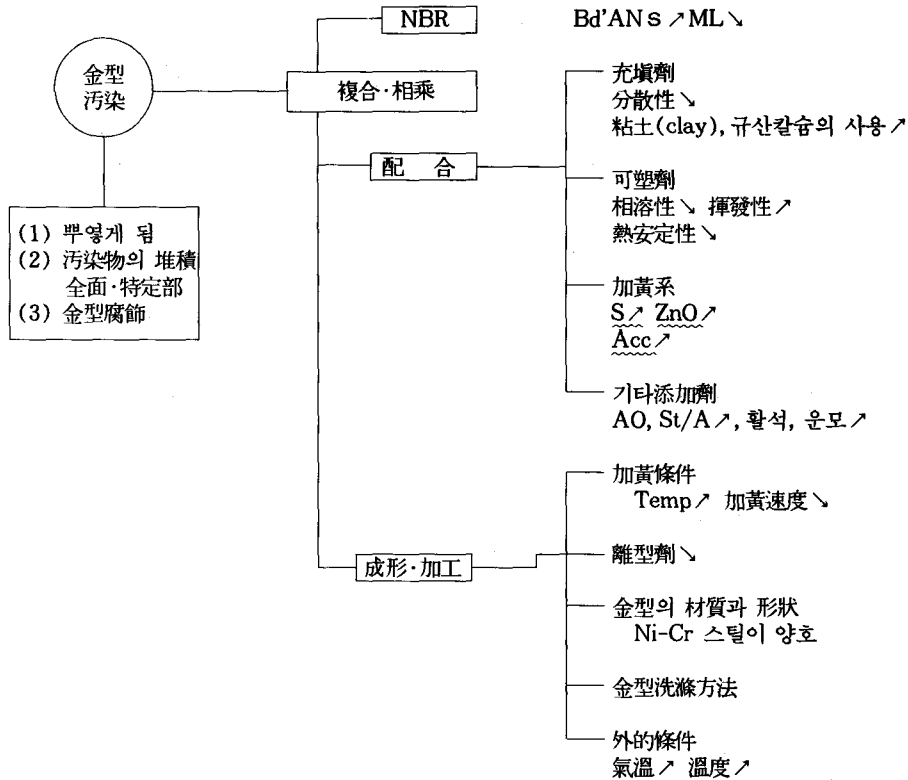 NBR
Bd'AN s ↗ ML ↘
金型
汚染
複合·相乘
充塡劑
分散性 ↘
粘土(clay), 규산칼슘의 사용 ↗
配 合
可塑劑
相溶性 ↘ 揮發性 ↗
熱安定性 ↘
(1) 뿌옇게 됨
(2) 汚染物의 堆積
全面·特定部
(3) 金型腐飾
加黃系
S ↗ ZnO ↗
Acc ↗
기타添加劑
AO, St/A ↗, 활석, 운모 ↗
成形·加工
加黃條件
Temp ↗ 加黃速度 ↘
離型劑 ↘
金型의 材質과 形狀
Ni-Cr 스틸이 양호
金型洗滌方法
外的條件
氣溫 ↗ 溫度 ↗